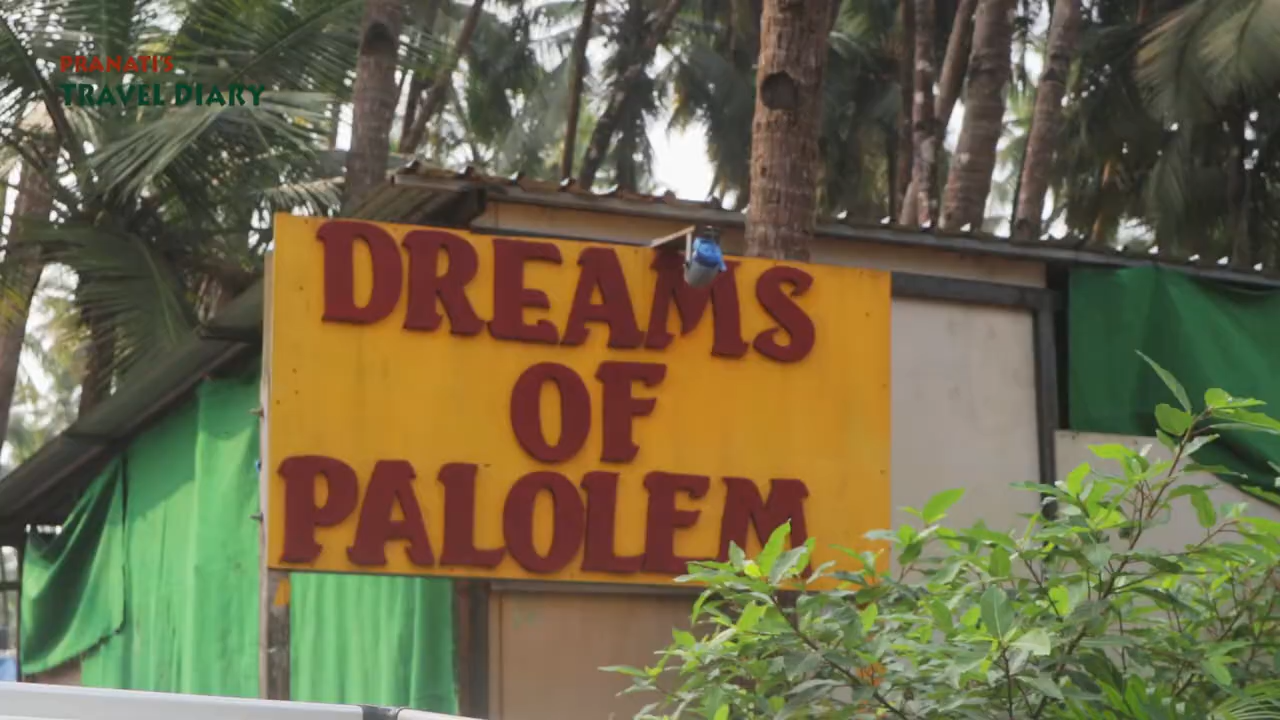 PRANATI'S
TRAVEL DIARY
DREAMS
OF
PALOLEM